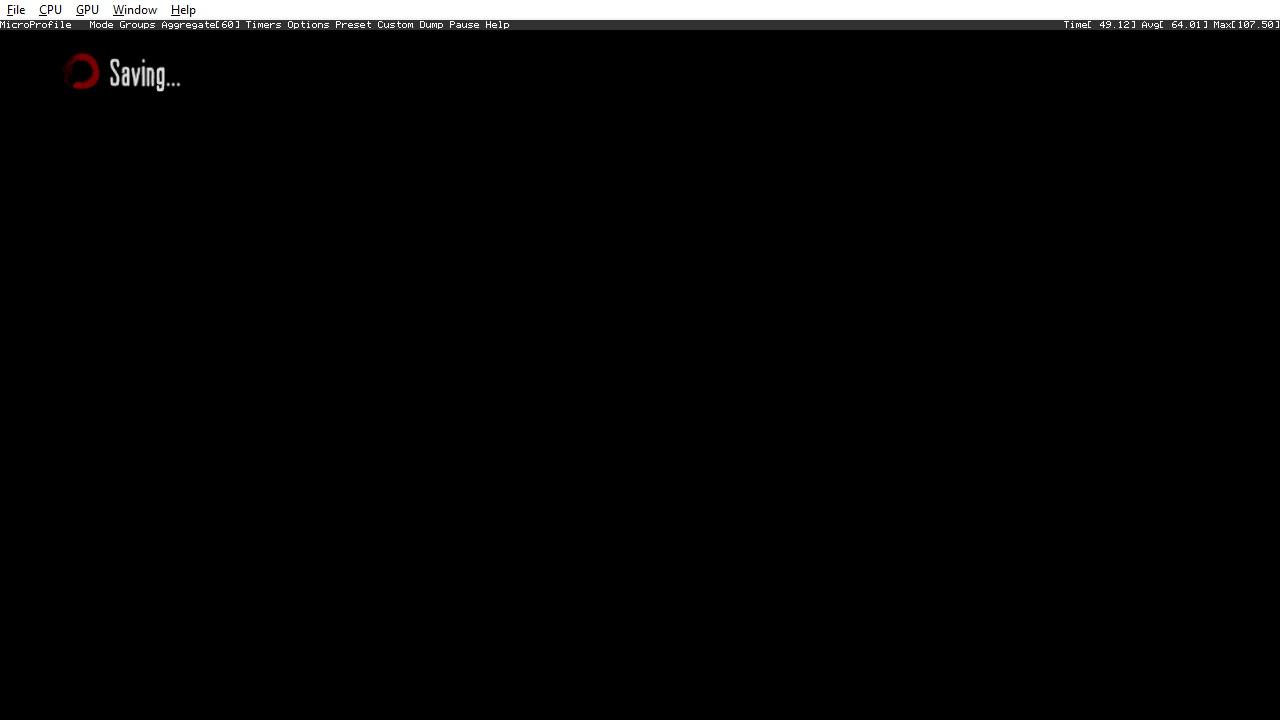 File CPU GPU Window Help
MicroProfile Mode Groups Aggregate[60] Timers Options Preset Custom Dump Pause Help Time[ 49.12] Avg[ 64.01] Max[107.50]
Saving...